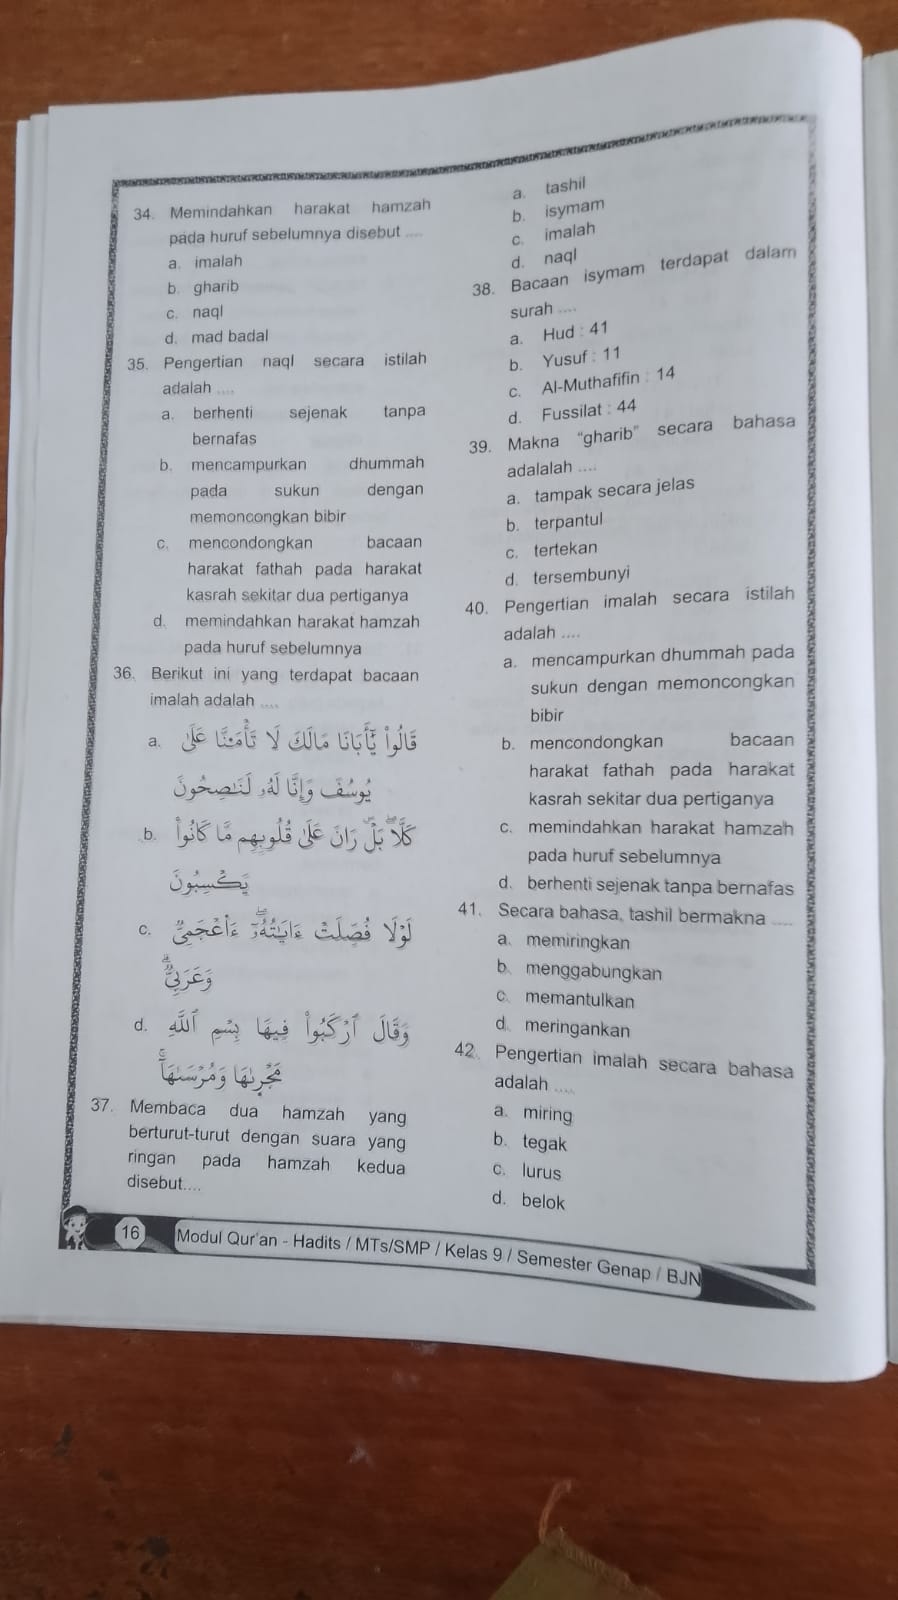 34. Memindahkan harakat hamzah
pada huruf sebelumnya disebut ....
a. imalah
b. gharib
c. naql
d. mad badal
35. Pengertian naql secara istilah
adalah ....
a. berhenti sejenak tanpa
bernafas
b. mencampurkan dhummah
pada sukun dengan
memoncongkan bibir
c. mencondongkan bacaan
harakat fathah pada harakat
kasrah sekitar dua pertiganya
d. memindahkan harakat hamzah
pada huruf sebelumnya
36. Berikut ini yang terdapat bacaan
imalah adalah ....
a. قَالُواْ يَٰٓأَبَانَا مَالَكَ لَا تَأۡمَ۬نَّا عَلَىٰ
يُوسُفَ وَإِنَّا لَهُۥ لَنَٰصِحُونَ
b. كَلَّاۖ بَلۡۜ رَانَ عَلَىٰ قُلُوبِهِم مَّا كَانُواْ
يَكۡسِبُونَ
c. لَوۡلَا فُصِّلَتۡ ءَايَٰتُهُۥٓۖ ءَا۬عۡجَمِيّٞ
وَعَرَبِيّٞۗ
d. وَقَالَ ٱرۡكَبُواْ فِيهَا بِسۡمِ ٱللَّهِ
مَجۡر۪ىٰهَا وَمُرۡسَىٰهَآۚ
37. Membaca dua hamzah yang
berturut-turut dengan suara yang
ringan pada hamzah kedua
disebut....
a. tashil
b. isymam
c. imalah
d. naql
38. Bacaan isymam terdapat dalam
surah ....
a. Hud : 41
b. Yusuf : 11
c. Al-Muthafifin : 14
d. Fussilat : 44
39. Makna “gharib” secara bahasa
adalalah ....
a. tampak secara jelas
b. terpantul
c. tertekan
d. tersembunyi
40. Pengertian imalah secara istilah
adalah ....
a. mencampurkan dhummah pada
sukun dengan memoncongkan
bibir
b. mencondongkan bacaan
harakat fathah pada harakat
kasrah sekitar dua pertiganya
c. memindahkan harakat hamzah
pada huruf sebelumnya
d. berhenti sejenak tanpa bernafas
41. Secara bahasa, tashil bermakna ....
a. memiringkan
b. menggabungkan
c. memantulkan
d. meringankan
42. Pengertian imalah secara bahasa
adalah ....
a. miring
b. tegak
c. lurus
d. belok
16 Modul Qur'an - Hadits / MTs/SMP / Kelas 9 / Semester Genap / BJN